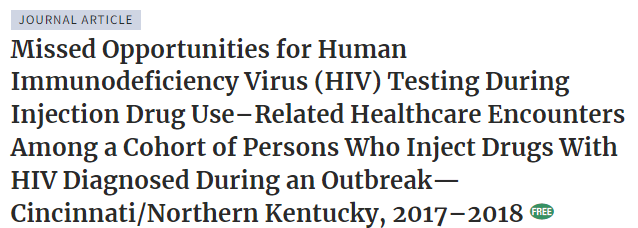 JOURNAL ARTICLE
Missed Opportunities for Human
Immunodeficiency Virus (HIV) Testing During
Injection Drug Use–Related Healthcare Encounters
Among a Cohort of Persons Who Inject Drugs With
HIV Diagnosed During an Outbreak—
Cincinnati/Northern Kentucky, 2017–2018 FREE